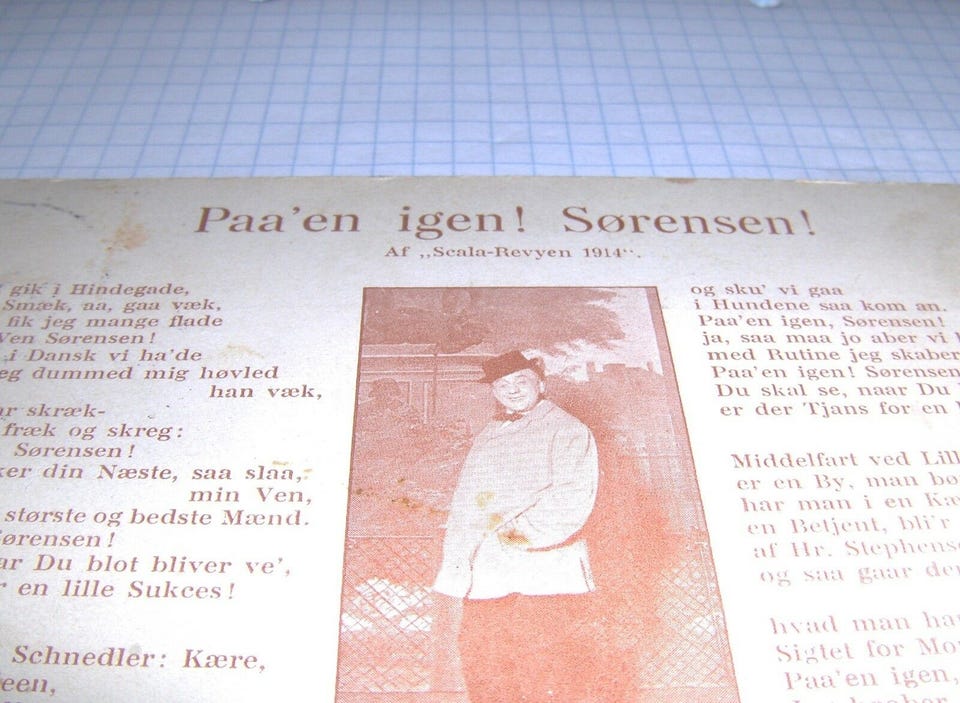 Paa'en igen! Sørensen!
Af „Scala-Revyen 1914“.
gik i Hindegade,
Smæk, aa, gaa væk,
fik jeg mange flade
Ven Sørensen!
i Dansk vi ha'de
eg dummed mig høvled
han væk,
ar skræk-
fræk og skreg:
Sørensen!
ker din Næste, saa slaa,
min Ven,
største og bedste Mænd.
Sørensen!
ar Du blot bliver ve',
r en lille Sukces!
Schnedler: Kære,
een,
og sku' vi gaa
i Hundene saa kom an.
Paa'en igen, Sørensen!
ja, saa maa jo aber vi
med Rutine jeg skaber
Paa'en igen! Sørensen
Du skal se, naar Du
er der Tjans for en
Middelfart ved Lill
er en By, man bø
har man i en Kæ
en Betjent, bli'r
af Hr. Stephense
og saa gaar de
hvad man ha
Sigtet for Mo
Paa'en igen,